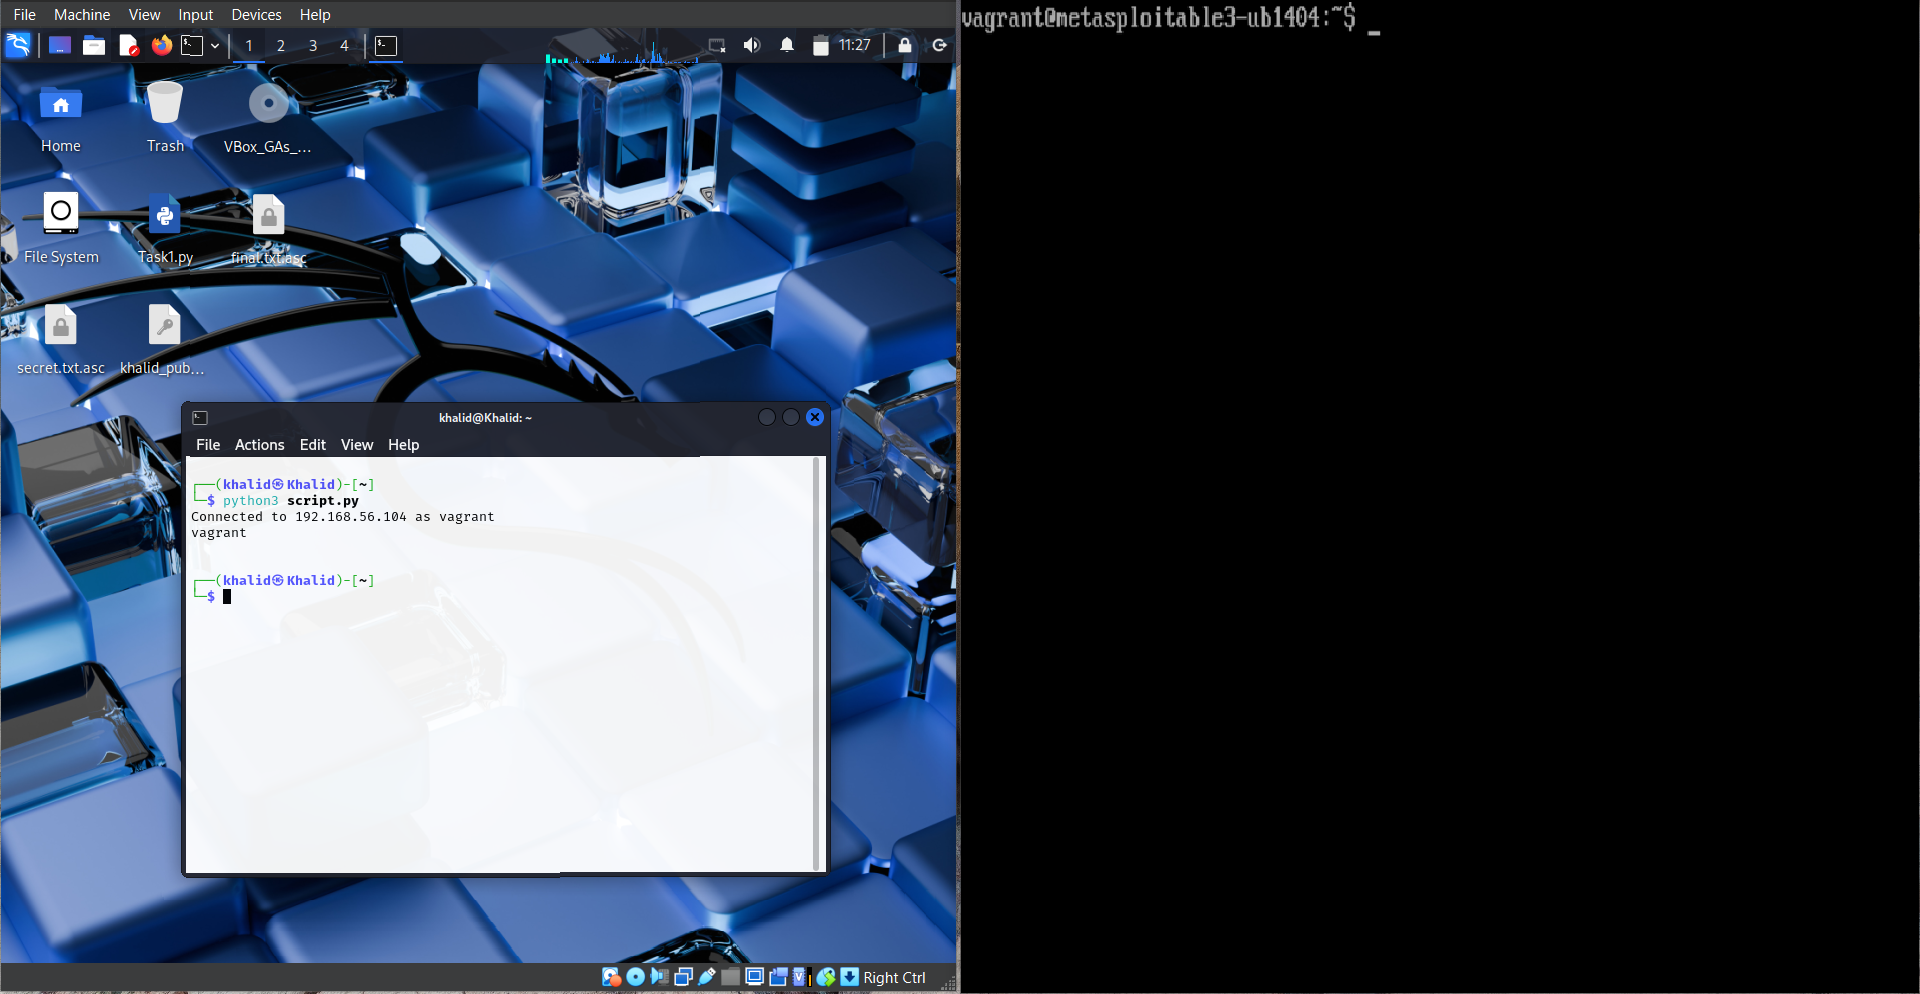 File Machine View Input Devices Help
1 2 3 4 11:27
Home Trash VBox_GAs_...
File System Task1.py final.txt.asc
secret.txt.asc khalid_pub...
khalid@Khalid: ~
File Actions Edit View Help
┌──(khalid㉿Khalid)-[~]
└─$ python3 script.py
Connected to 192.168.56.104 as vagrant
vagrant
┌──(khalid㉿Khalid)-[~]
└─$
Right Ctrl
vagrant@metasploitable3-ub1404:~$ _